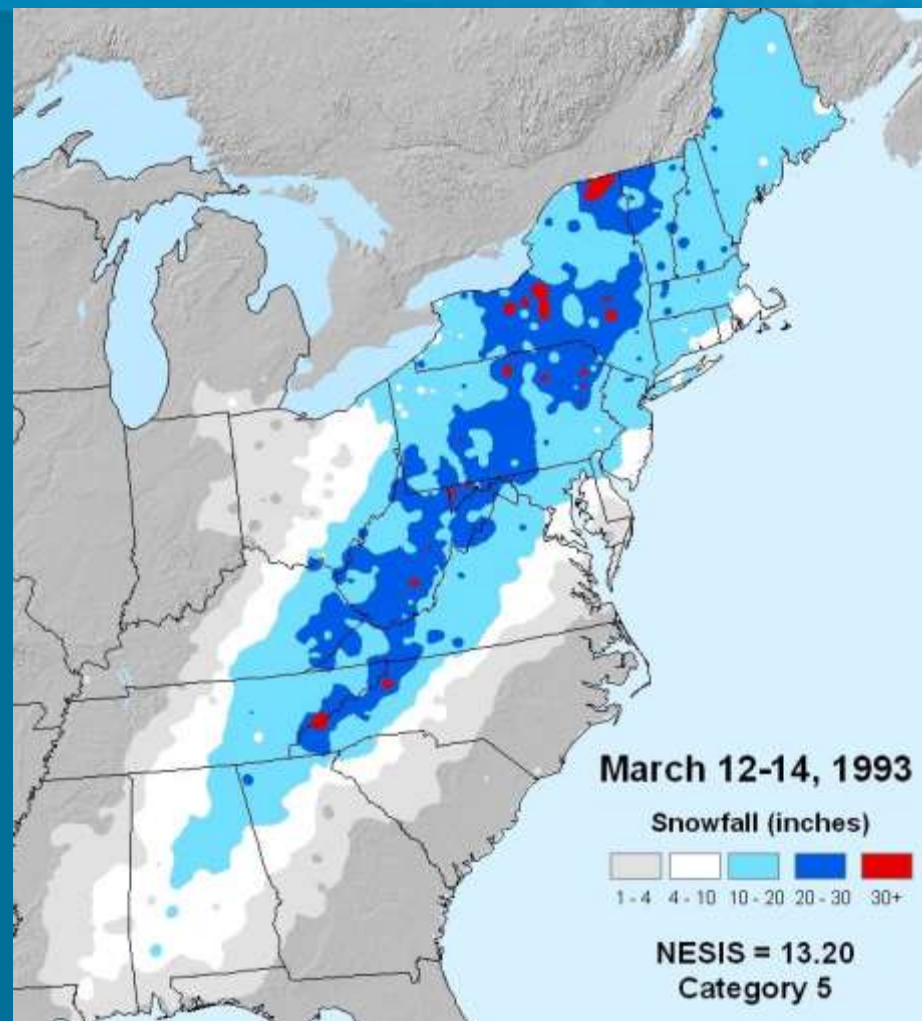 March 12-14, 1993
Snowfall (inches)
1 - 4 4 - 10 10 - 20 20 - 30 30+
NESIS = 13.20
Category 5